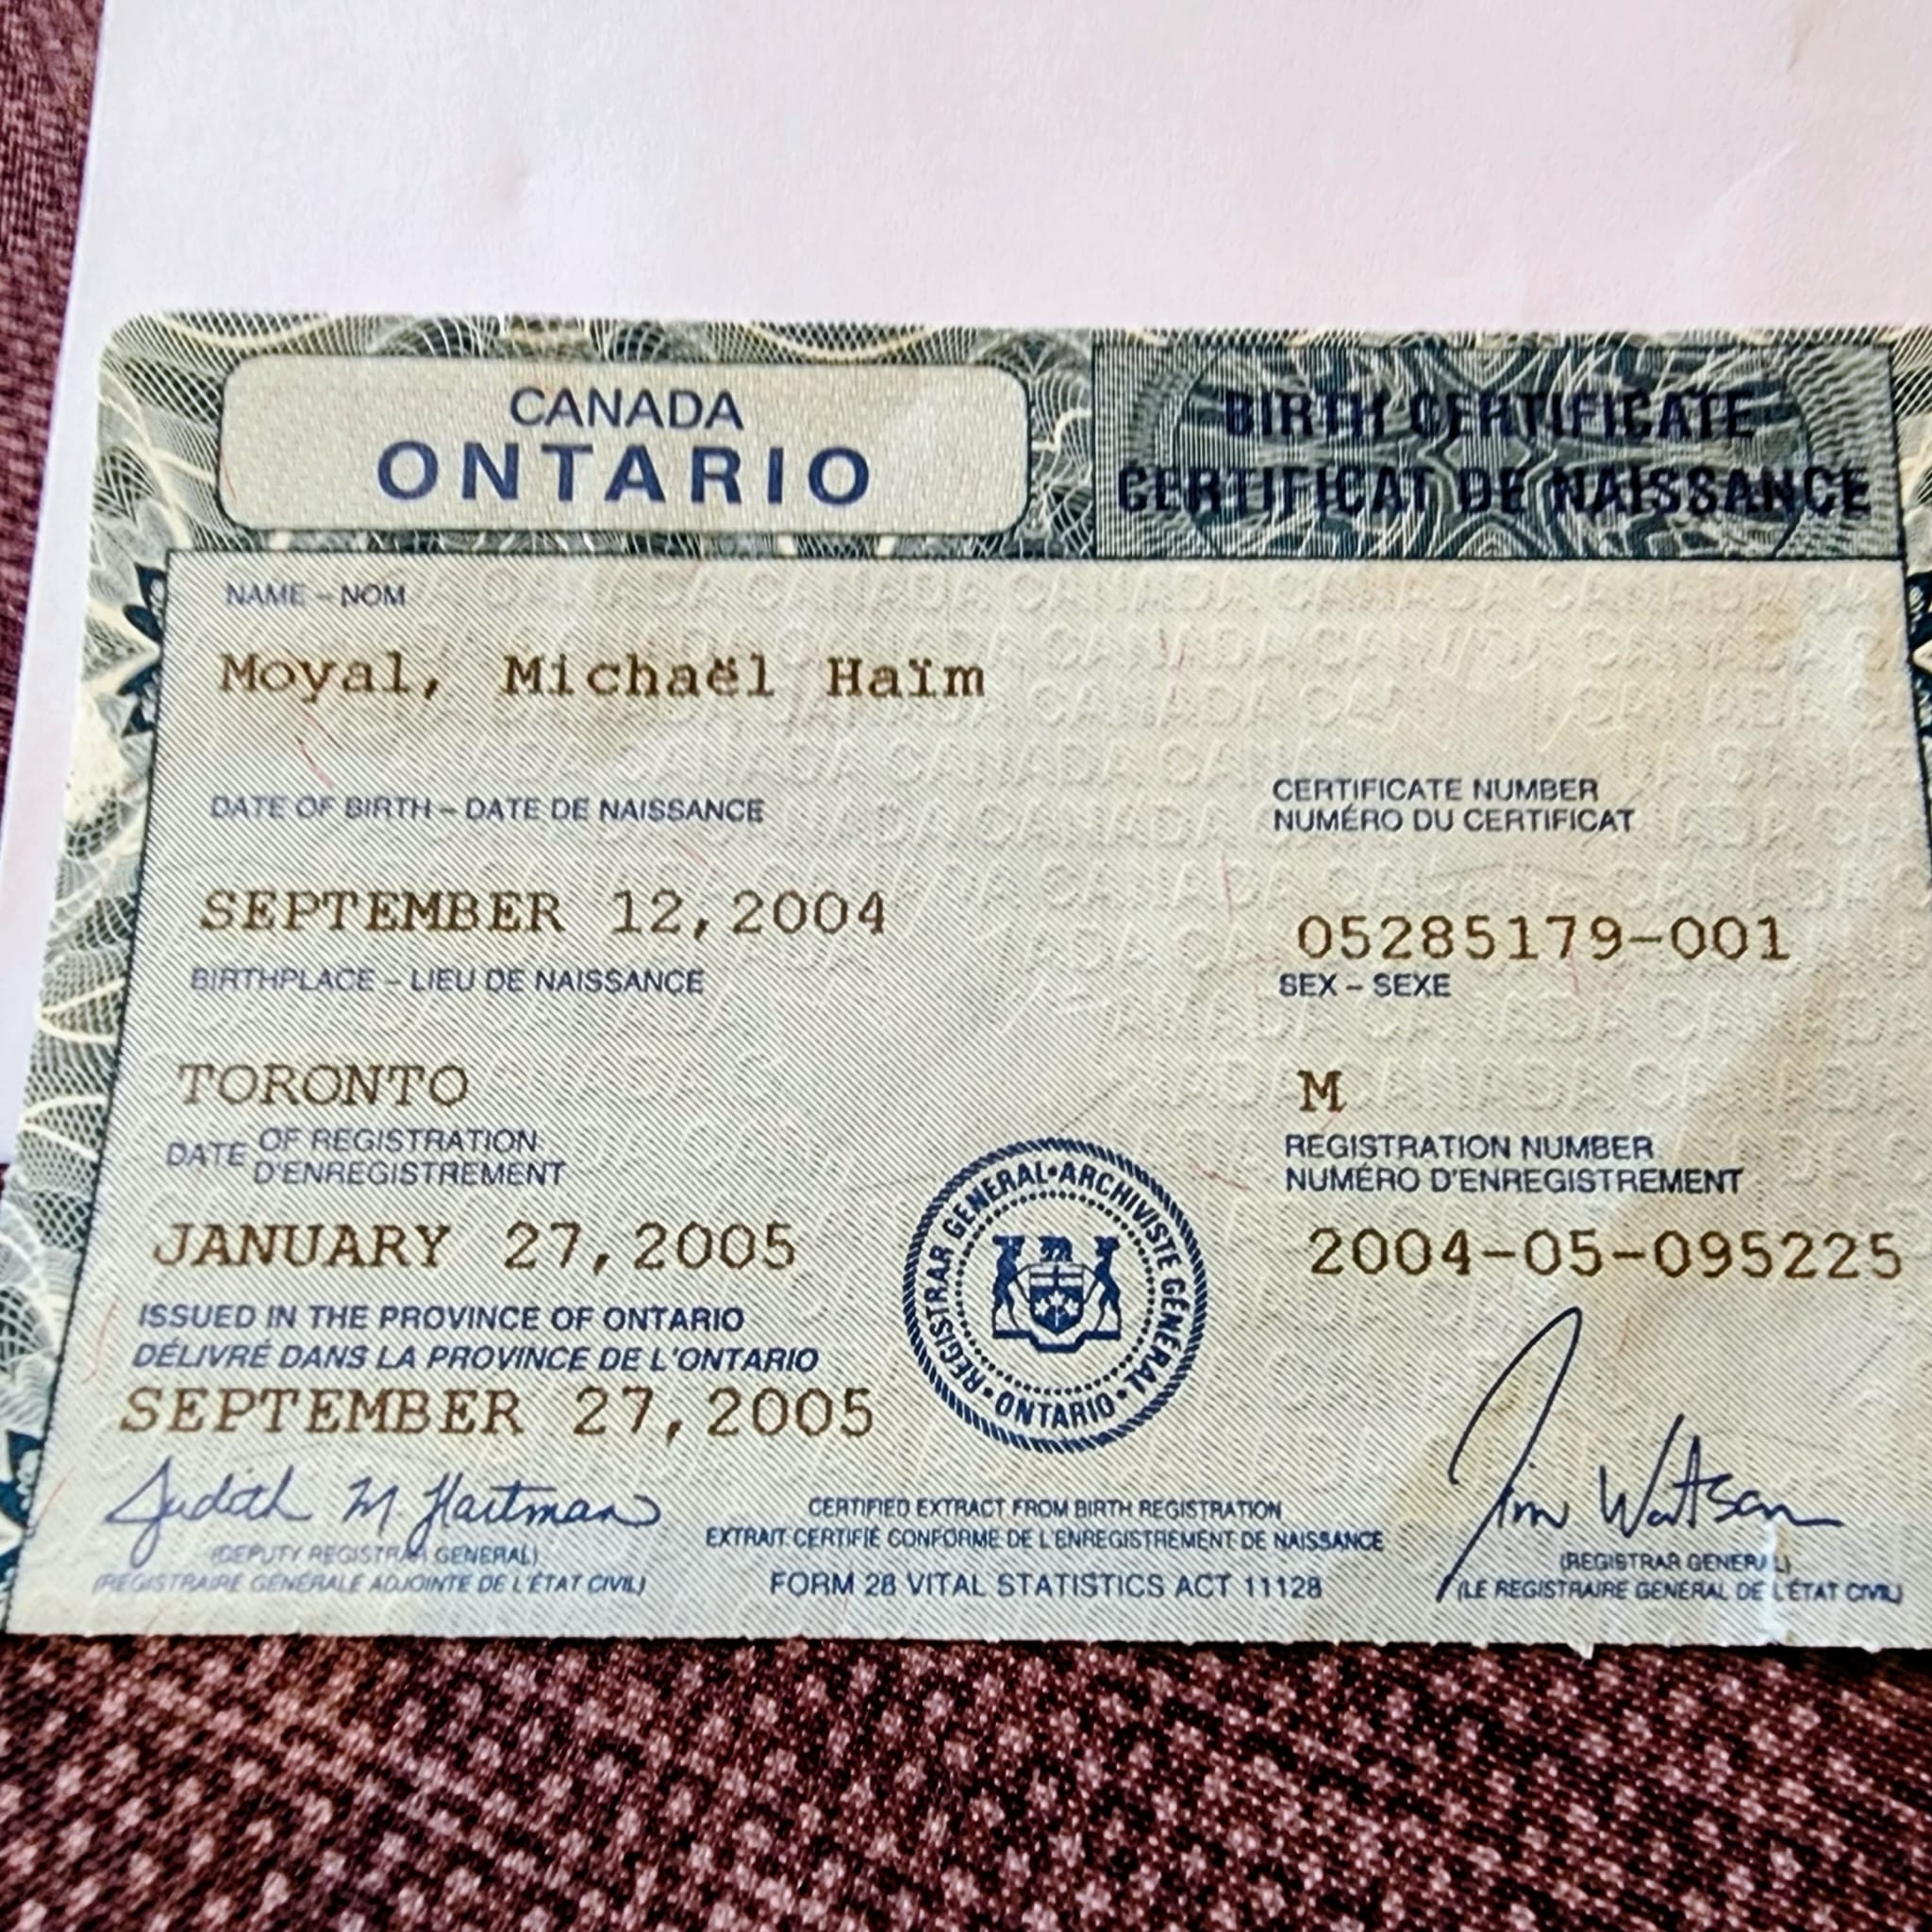 CANADA
ONTARIO
BIRTH CERTIFICATE
CERTIFICAT DE NAISSANCE
NAME – NOM
Moyal, Michaël Haïm
DATE OF BIRTH – DATE DE NAISSANCE
CERTIFICATE NUMBER
NUMÉRO DU CERTIFICAT
SEPTEMBER 12,2004
05285179-001
BIRTHPLACE – LIEU DE NAISSANCE
SEX – SEXE
TORONTO
M
DATE OF REGISTRATION
D'ENREGISTREMENT
REGISTRATION NUMBER
NUMÉRO D'ENREGISTREMENT
JANUARY 27,2005
2004-05-095225
REGISTRAR GENERAL • ARCHIVISTE GÉNÉRAL • ONTARIO •
ISSUED IN THE PROVINCE OF ONTARIO
DÉLIVRÉ DANS LA PROVINCE DE L'ONTARIO
SEPTEMBER 27,2005
Judith M. Hartman
Jim Watson
(DEPUTY REGISTRAR GENERAL)
(REGISTRAIRE GÉNÉRALE ADJOINTE DE L'ÉTAT CIVIL)
CERTIFIED EXTRACT FROM BIRTH REGISTRATION
EXTRAIT CERTIFIÉ CONFORME DE L'ENREGISTREMENT DE NAISSANCE
FORM 28 VITAL STATISTICS ACT 11128
(REGISTRAR GENERAL)
(LE REGISTRAIRE GÉNÉRAL DE L'ÉTAT CIVIL)